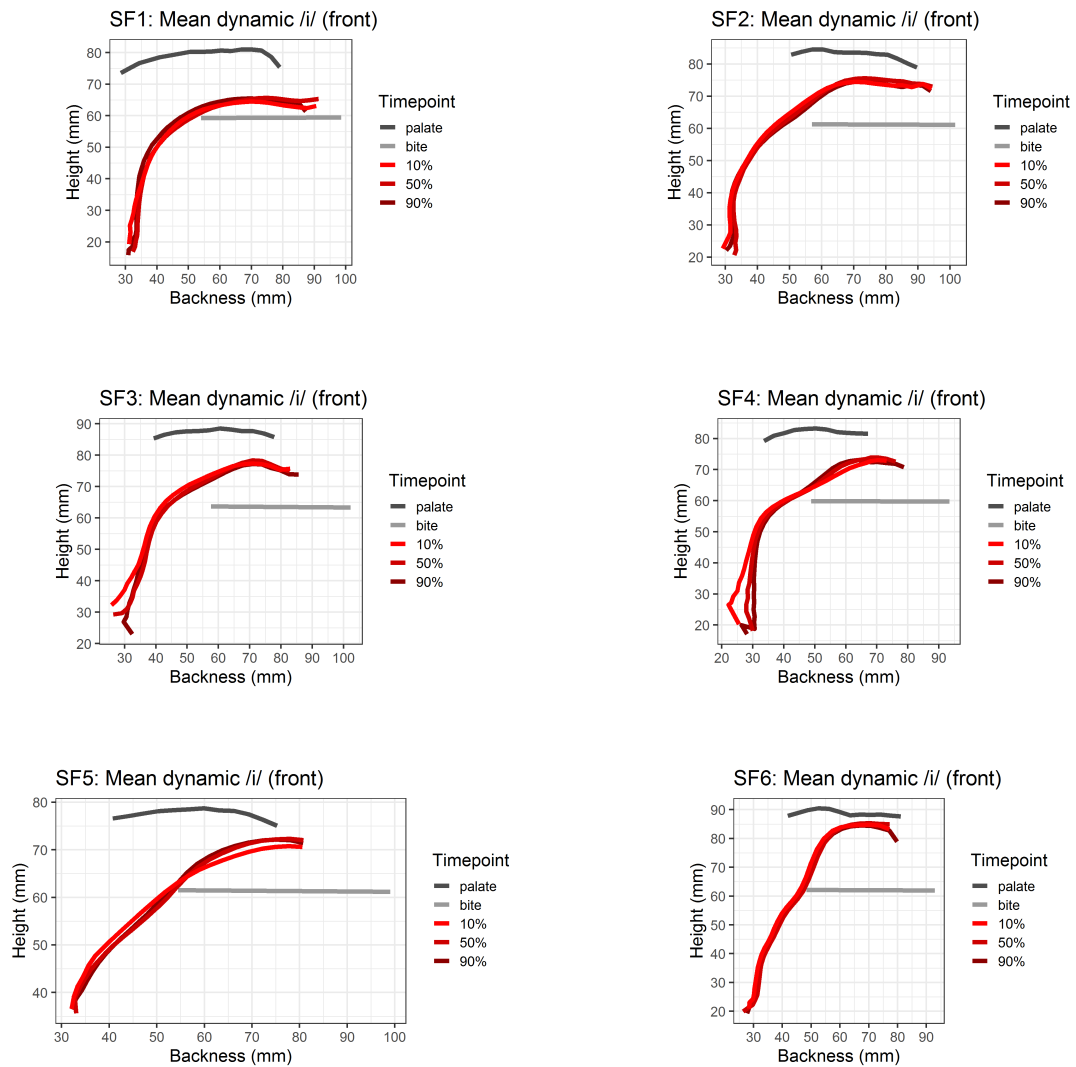 SF1: Mean dynamic /i/ (front)
80
70
60
50
40
30
20
Height (mm)
30 40 50 60 70 80 90 100
Backness (mm)
Timepoint
palate
bite
10%
50%
90%
SF2: Mean dynamic /i/ (front)
80
70
60
50
40
30
20
Height (mm)
30 40 50 60 70 80 90 100
Backness (mm)
Timepoint
palate
bite
10%
50%
90%
SF3: Mean dynamic /i/ (front)
90
80
70
60
50
40
30
20
Height (mm)
30 40 50 60 70 80 90 100
Backness (mm)
Timepoint
palate
bite
10%
50%
90%
SF4: Mean dynamic /i/ (front)
80
70
60
50
40
30
20
Height (mm)
20 30 40 50 60 70 80 90
Backness (mm)
Timepoint
palate
bite
10%
50%
90%
SF5: Mean dynamic /i/ (front)
80
70
60
50
40
Height (mm)
30 40 50 60 70 80 90 100
Backness (mm)
Timepoint
palate
bite
10%
50%
90%
SF6: Mean dynamic /i/ (front)
90
80
70
60
50
40
30
20
Height (mm)
30 40 50 60 70 80 90
Backness (mm)
Timepoint
palate
bite
10%
50%
90%